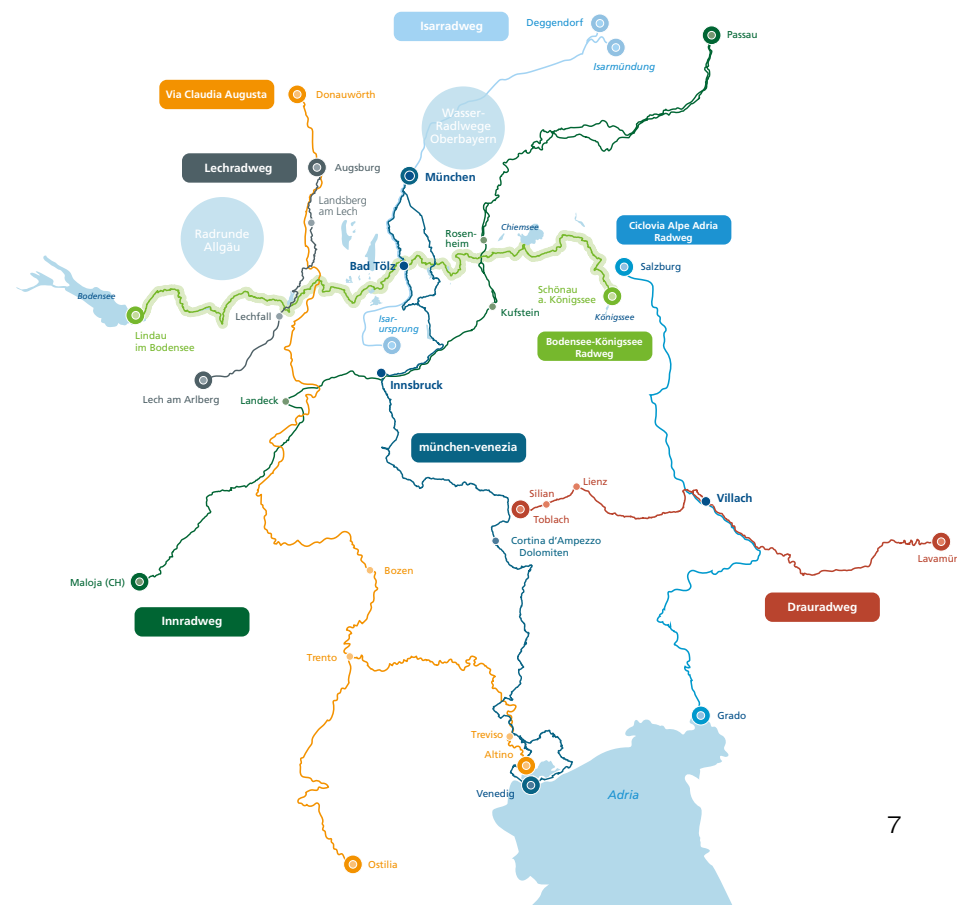 Deggendorf
Isarradweg
Passau
Isarmündung
Via Claudia Augusta
Donauwörth
Wasser-
Radlwege
Oberbayern
Lechradweg
Augsburg
München
Landsberg
am Lech
Radrunde
Allgäu
Rosen-
heim
Chiemsee
Ciclovia Alpe Adria
Radweg
Bad Tölz
Salzburg
Bodensee
Schönau
a. Königssee
Königssee
Kufstein
Lechfall
Isar-
ursprung
Lindau
im Bodensee
Bodensee-Königssee
Radweg
Innsbruck
Lech am Arlberg
Landeck
münchen-venezia
Lienz
Silian
Toblach
Villach
Cortina d'Ampezzo
Dolomiten
Lavamün
Bozen
Maloja (CH)
Drauradweg
Innradweg
Trento
Grado
Treviso
Altino
Venedig
Adria
7
Ostilia